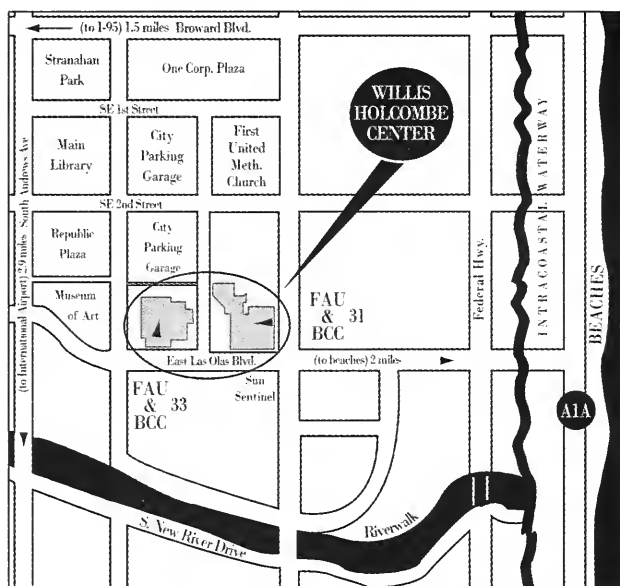 (to I-95) 1.5 miles Broward Blvd.
Stranahan
Park
One Corp. Plaza
SE 1st Street
Main
Library
City
Parking
Garage
First
United
Meth.
Church
WILLIS
HOLCOMBE
CENTER
SE 2nd Street
Republic
Plaza
City
Parking
Garage
Museum
of Art
FAU
& 31
BCC
East Las Olas Blvd.
(to beaches) 2 miles
FAU
& 33
BCC
Sun
Sentinel
(to International Airport) 2.9 miles South Andrews Ave
Federal Hwy.
INTRACOASTAL WATERWAY
BEACHES
A1A
S. New River Drive
Riverwalk